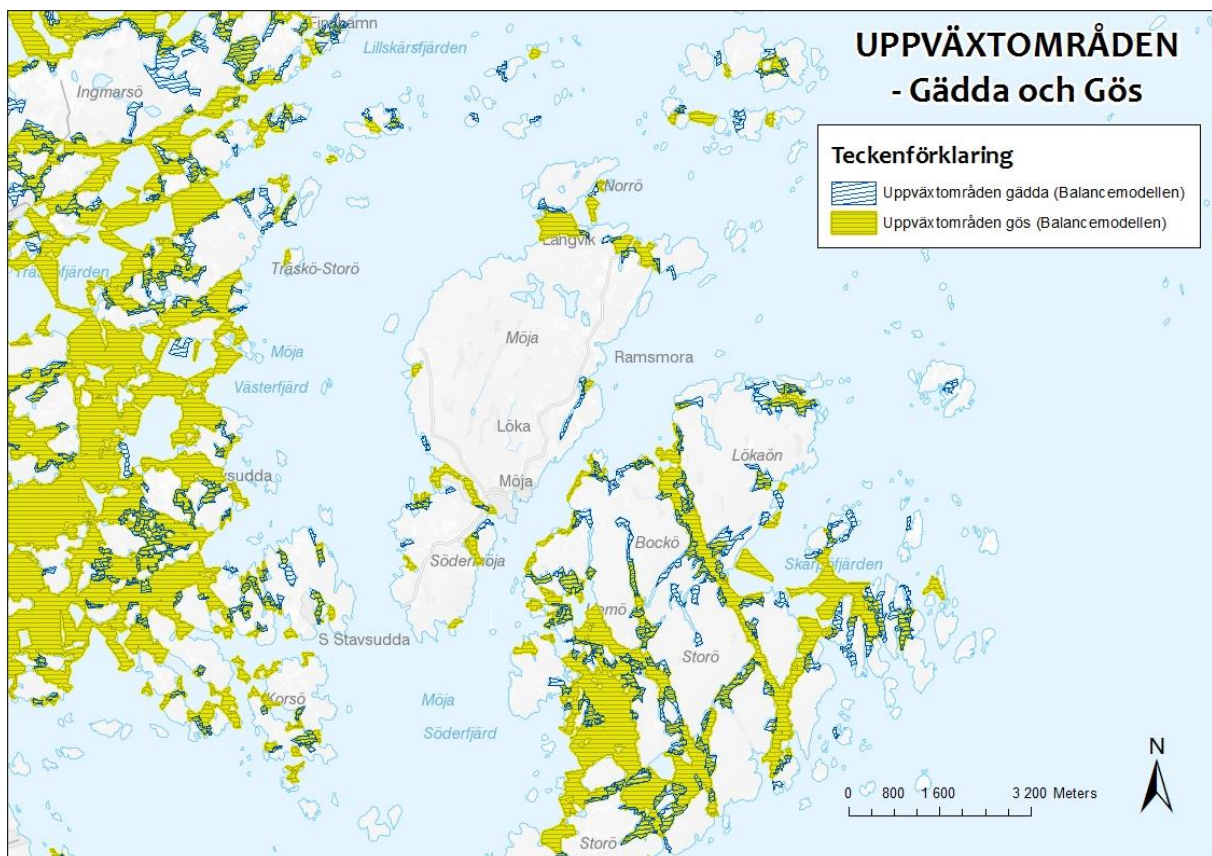 UPPVÄXTOMRÅDEN
- Gädda och Gös
Teckenförklaring
Uppväxtområden gädda (Balancemodellen)
Uppväxtområden gös (Balancemodellen)
Lillskärsfjärden
Ingmarsö
Norrö
Långvik
Träskö-Storö
Möja
Västerfjärd
Möja
Ramsmora
Löka
Lökaön
Möja
Bockö
Södermöja
S Stavsudda
Storö
Korsö
Möja
Söderfjärd
Storö
N
0 800 1 600 3 200 Meters